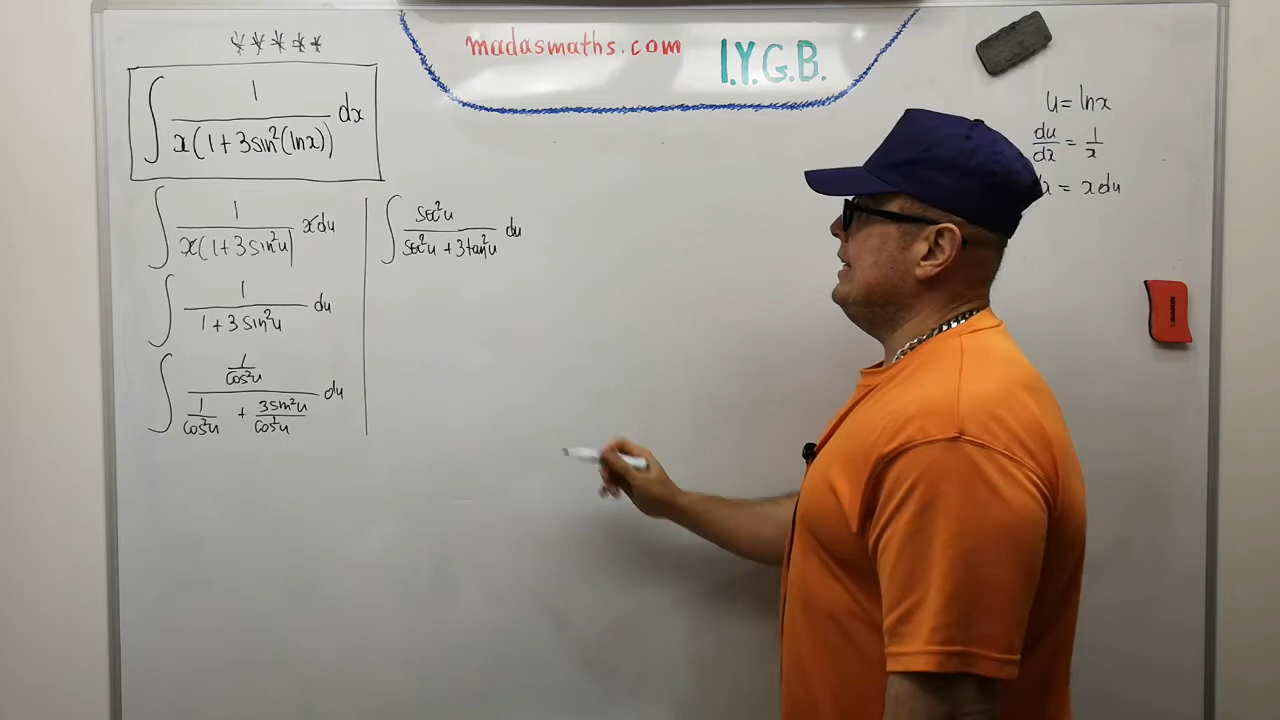 *****
madasmaths.com
I.Y.G.B.
∫ 1/(x(1+3sin²(lnx))) dx
∫ 1/(x(1+3sin²u)) xdu
∫ 1/(1+3sin²u) du
∫ (1/cos²u)/(1/cos²u + 3sin²u/cos²u) du
∫ sec²u/(sec²u+3tan²u) du
u=lnx
du/dx = 1/x
= xdu